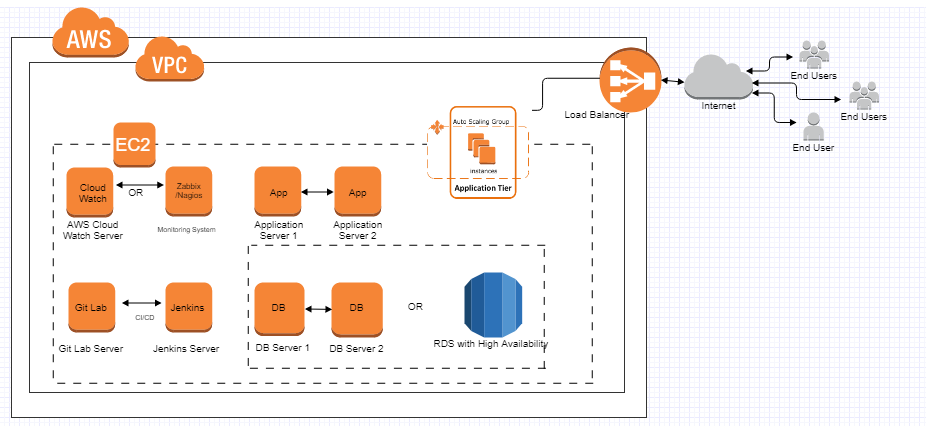 AWS
VPC
Load Balancer
Internet
End Users
End Users
End User
Auto Scaling Group
instances
Application Tier
EC2
Cloud
Watch
OR
Zabbix
/Nagios
AWS Cloud
Watch Server
Monitoring System
App
App
Application
Server 1
Application
Server 2
Git Lab
CI/CD
Jenkins
Git Lab Server
Jenkins Server
DB
DB
OR
DB Server 1
DB Server 2
RDS with High Availability